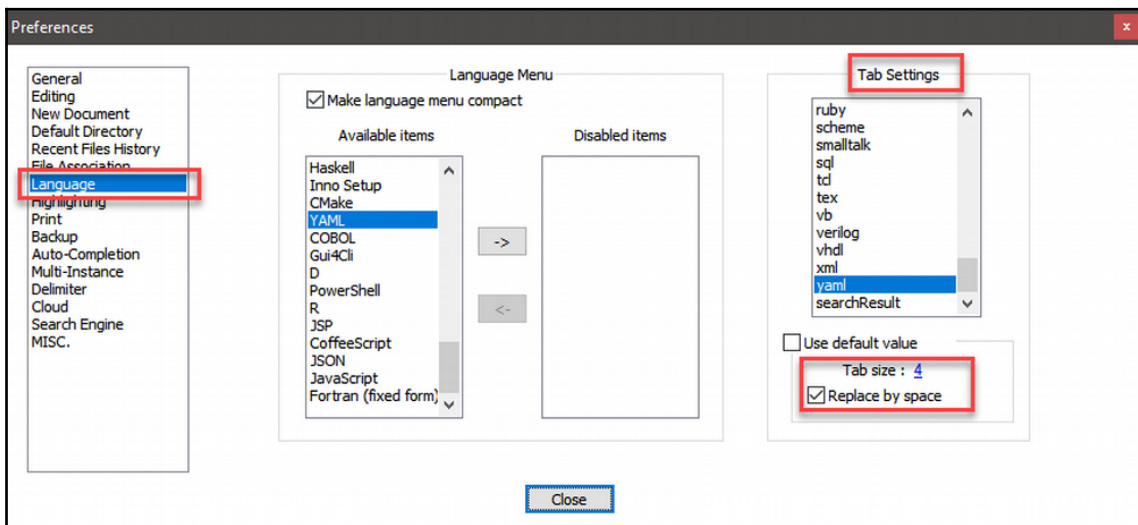 Preferences
x
General
Editing
New Document
Default Directory
Recent Files History
File Association
Language
Highlighting
Print
Backup
Auto-Completion
Multi-Instance
Delimiter
Cloud
Search Engine
MISC.
Language Menu
Make language menu compact
Available items
Haskell
Inno Setup
CMake
YAML
COBOL
Gui4Cli
D
PowerShell
R
JSP
CoffeeScript
JSON
JavaScript
Fortran (fixed form)
->
<-
Disabled items
Tab Settings
ruby
scheme
smalltalk
sql
tcl
tex
vb
verilog
vhdl
xml
yaml
searchResult
Use default value
Tab size : 4
Replace by space
Close